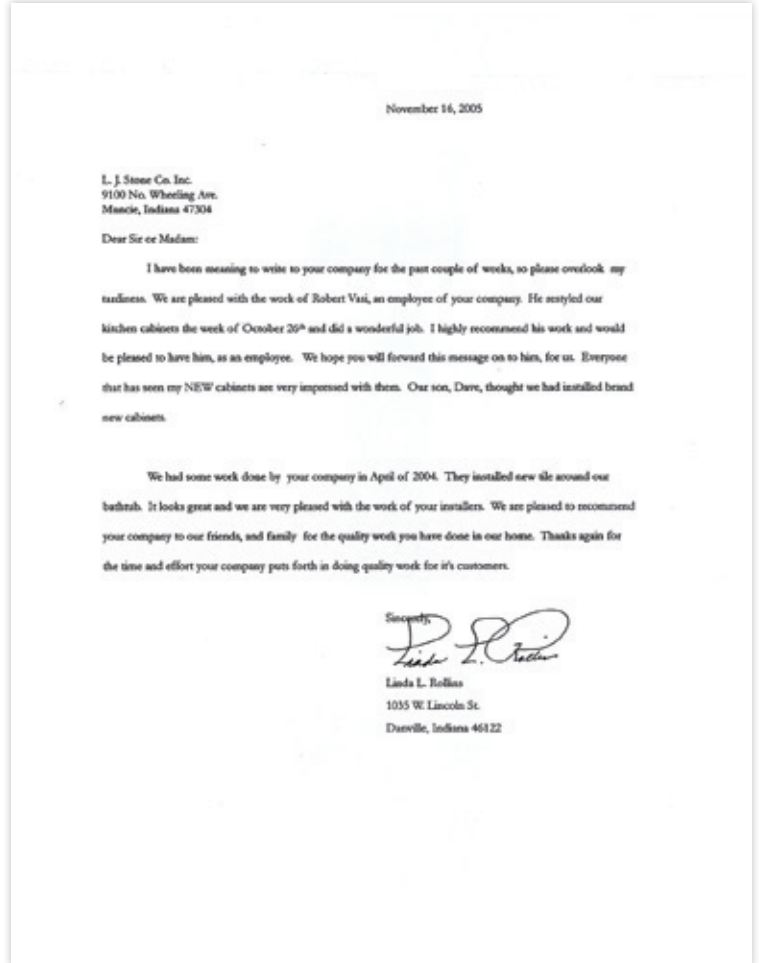 November 16, 2005
L. J. Stone Co. Inc.
9100 No. Wheeling Ave.
Muncie, Indiana 47304
Dear Sir or Madam:
I have been meaning to write to your company for the past couple of weeks, so please overlook my
tardiness. We are pleased with the work of Robert Vasi, an employee of your company. He restyled our
kitchen cabinets the week of October 26th and did a wonderful job. I highly recommend his work and would
be pleased to have him, as an employee. We hope you will forward this message on to him, for us. Everyone
that has seen my NEW cabinets are very impressed with them. Our son, Dave, thought we had installed brand
new cabinets.
We had some work done by your company in April of 2004. They installed new tile around our
bathtub. It looks great and we are very pleased with the work of your installers. We are pleased to recommend
your company to our friends, and family for the quality work you have done in our home. Thanks again for
the time and effort your company puts forth in doing quality work for it's customers.
Sincerely,
Linda L. Rollins
Linda L. Rollins
1035 W. Lincoln St.
Danville, Indiana 46122